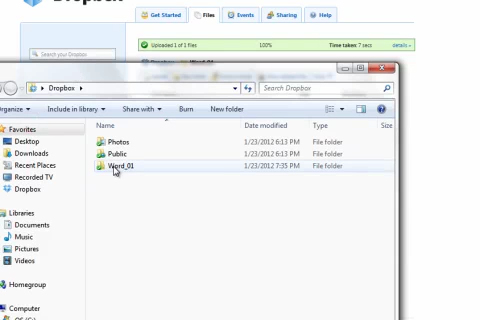 Dropbox
Get Started Files Events Sharing Help
Search your Dropbox
Uploaded 1 of 1 files 100% Time taken: 7 secs details
Dropbox Word_01
Dropbox Search Dropbox
Organize Include in library Share with Burn New folder
Favorites Name Date modified Type Size
Desktop Photos 1/23/2012 6:13 PM File folder
Downloads Public 1/23/2012 6:13 PM File folder
Recent Places Word_01 1/23/2012 7:35 PM File folder
Recorded TV
Dropbox
Libraries
Documents
Music
Pictures
Videos
Homegroup
Computer
OS (C:)